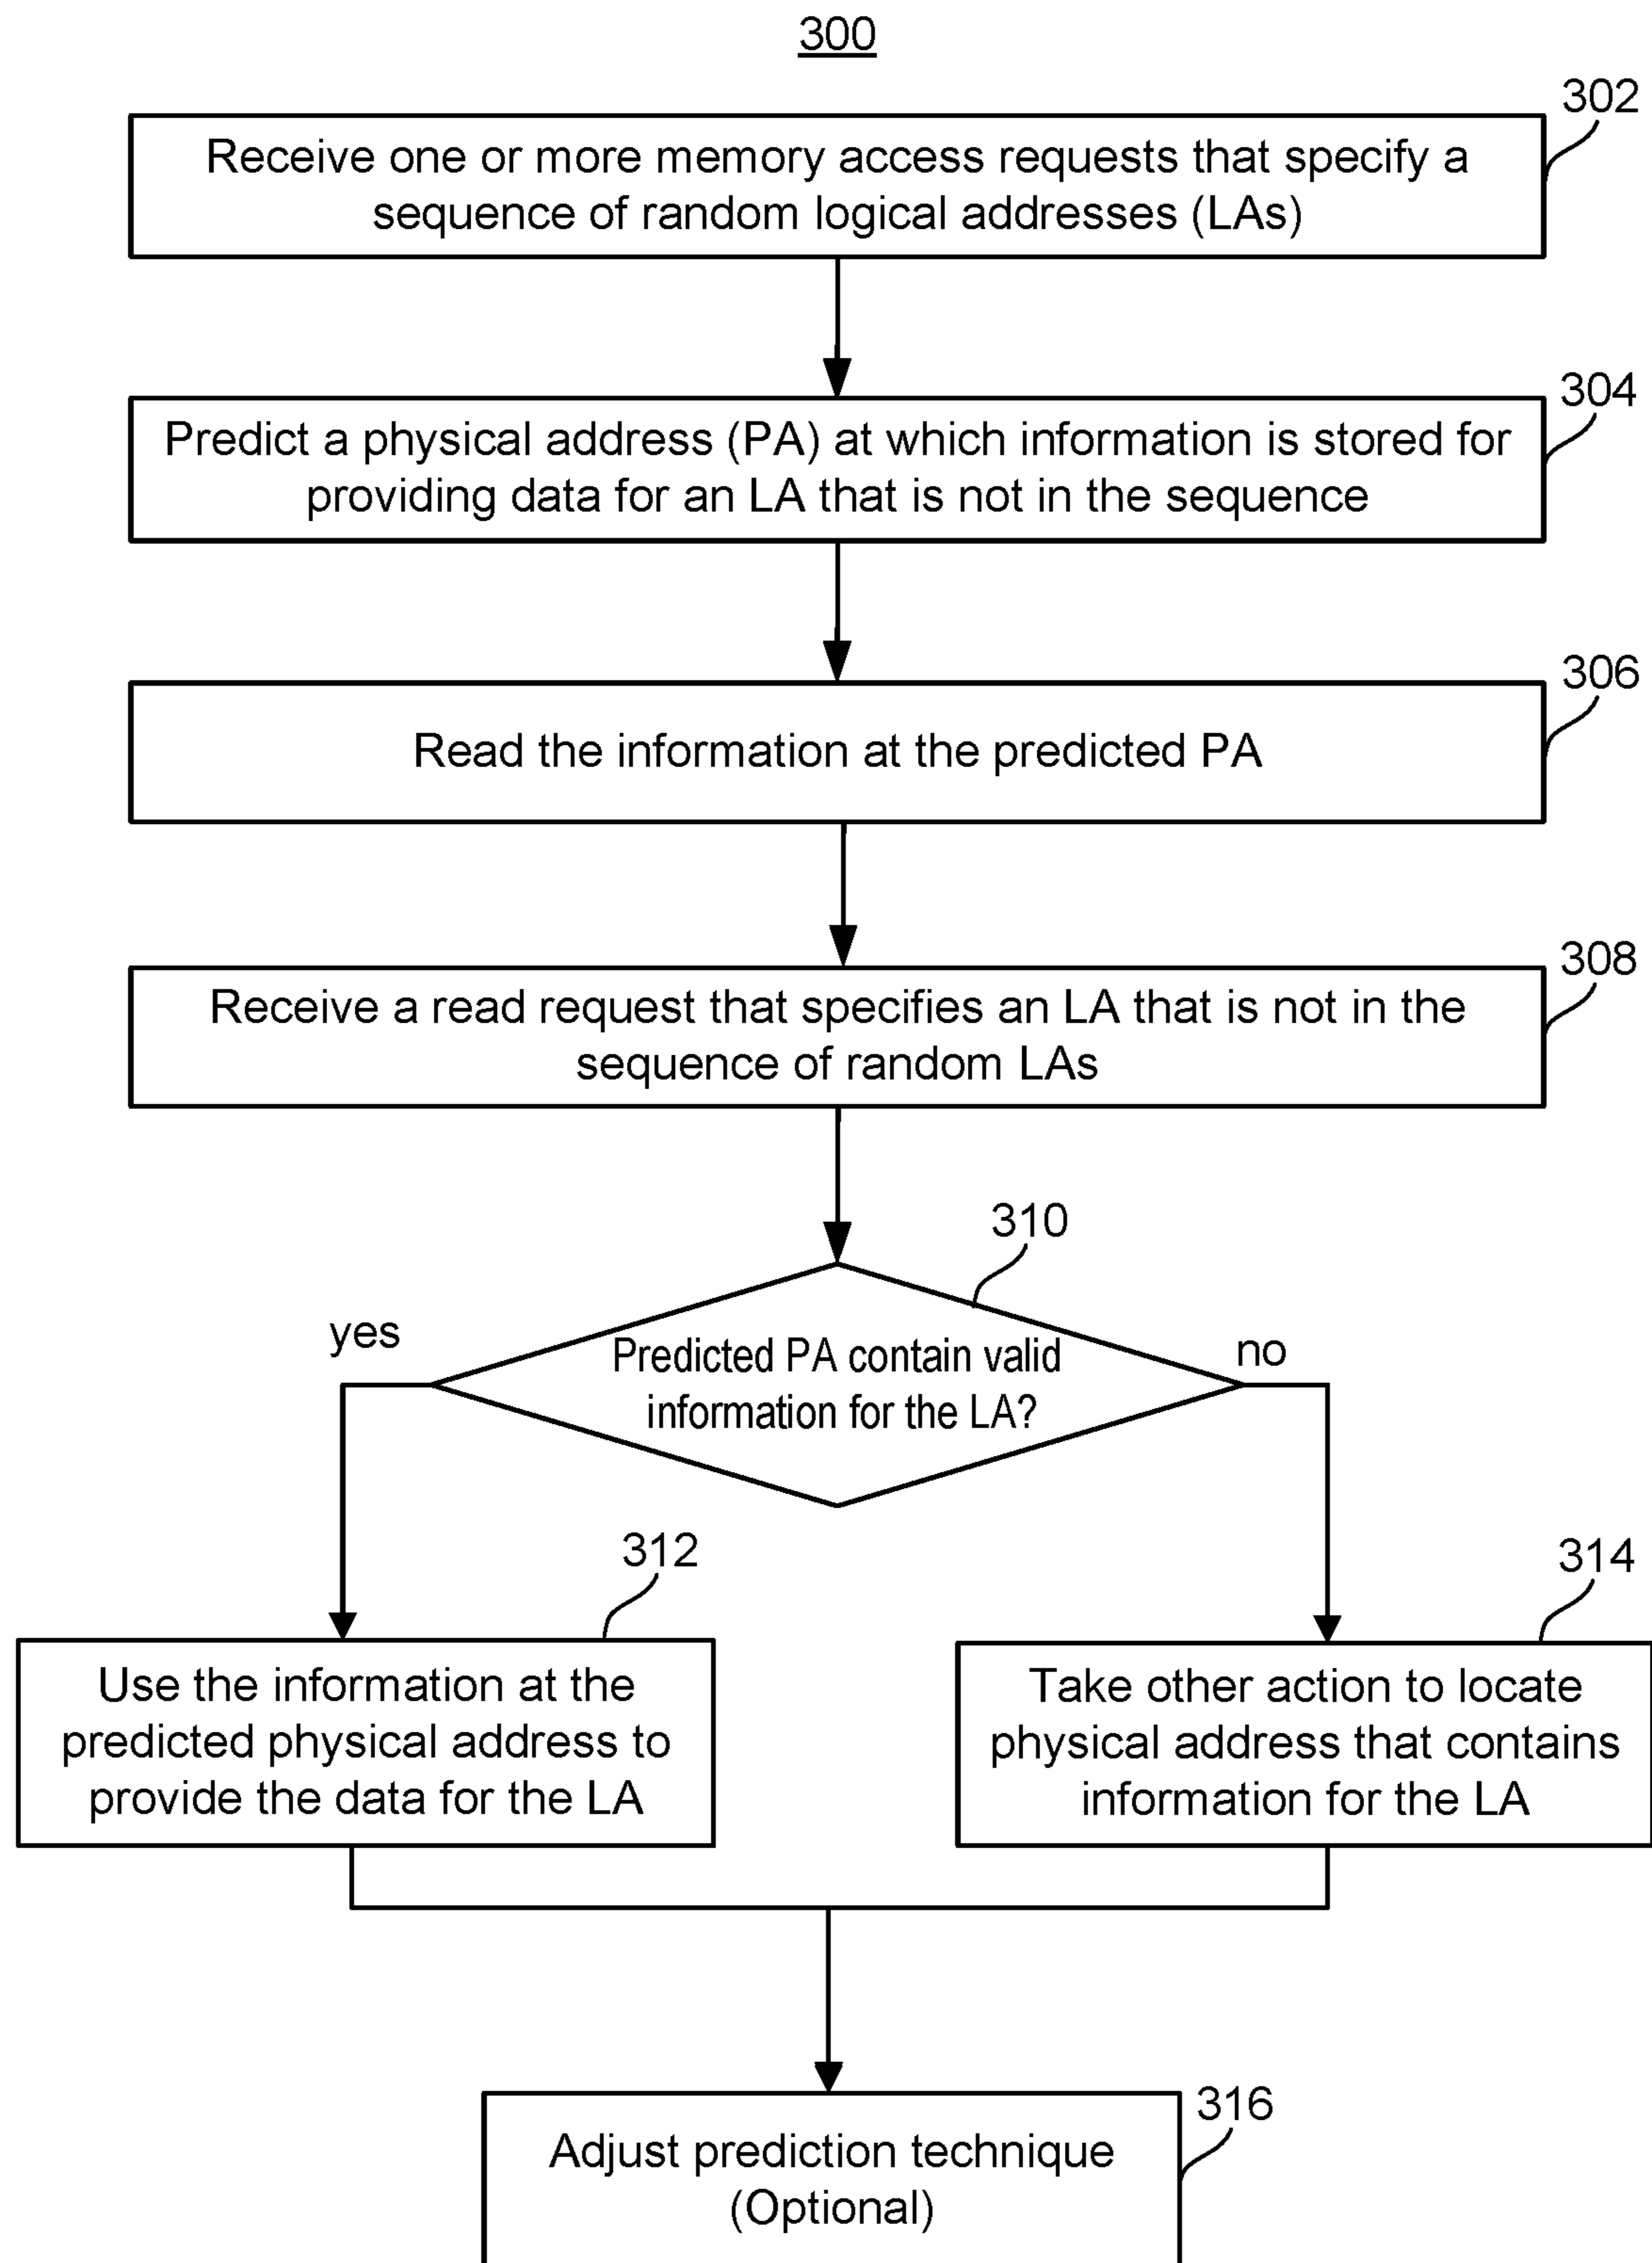 300
302
Receive one or more memory access requests that specify a
sequence of random logical addresses (LAs)
304
Predict a physical address (PA) at which information is stored for
providing data for an LA that is not in the sequence
306
Read the information at the predicted PA
308
Receive a read request that specifies an LA that is not in the
sequence of random LAs
310
yes
no
Predicted PA contain valid
information for the LA?
312
Use the information at the
predicted physical address to
provide the data for the LA
314
Take other action to locate
physical address that contains
information for the LA
316
Adjust prediction technique
(Optional)